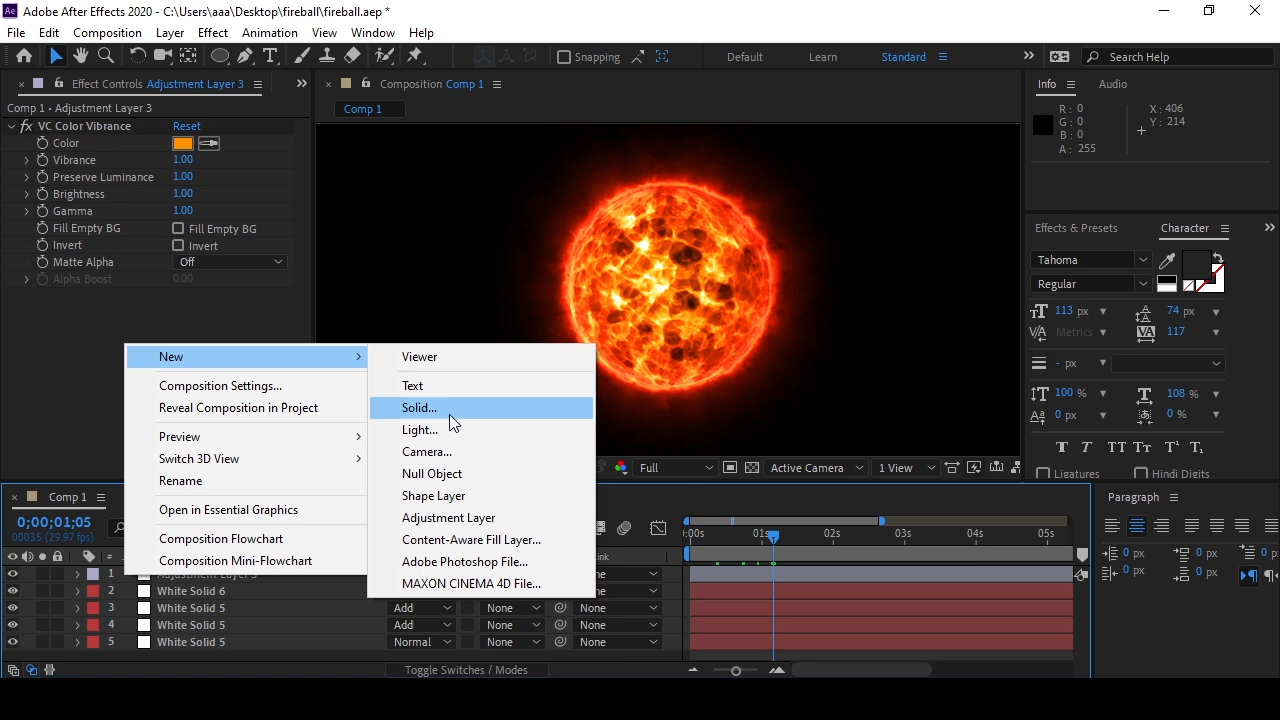 Ae Adobe After Effects 2020 - C:\Users\aaa\Desktop\fireball\fireball.aep *
File Edit Composition Layer Effect Animation View Window Help
Snapping Default Learn Standard Search Help
Effect Controls Adjustment Layer 3
Comp 1 • Adjustment Layer 3
fx VC Color Vibrance Reset
Color
Vibrance 1.00
Preserve Luminance 1.00
Brightness 1.00
Gamma 1.00
Fill Empty BG Fill Empty BG
Invert Invert
Matte Alpha Off
Alpha Boost 0.00
Composition Comp 1
Comp 1
Info Audio
R: 0
G: 0
B: 0
A: 255
X: 406
Y: 214
Effects & Presets Character
Tahoma
Regular
113 px 74 px
Metrics 117
- px
100 % 108 %
0 px 0 %
T T TT Tr T¹ T₁
Ligatures Hindi Digits
New
Composition Settings...
Reveal Composition in Project
Preview
Switch 3D View
Rename
Open in Essential Graphics
Composition Flowchart
Composition Mini-Flowchart
Viewer
Text
Solid...
Light...
Camera...
Null Object
Shape Layer
Adjustment Layer
Content-Aware Fill Layer...
Adobe Photoshop File...
MAXON CINEMA 4D File...
Full Active Camera 1 View
Comp 1
0;00;01;05
00035 (29.97 fps)
#
:00s 01s 02s 03s 04s 05s
1 Adjustment Layer 3
2 White Solid 6
3 White Solid 5 Add None None
4 White Solid 5 Add None None
5 White Solid 5 Normal None None
Toggle Switches / Modes
Paragraph
0 px 0 px
0 px 0 px